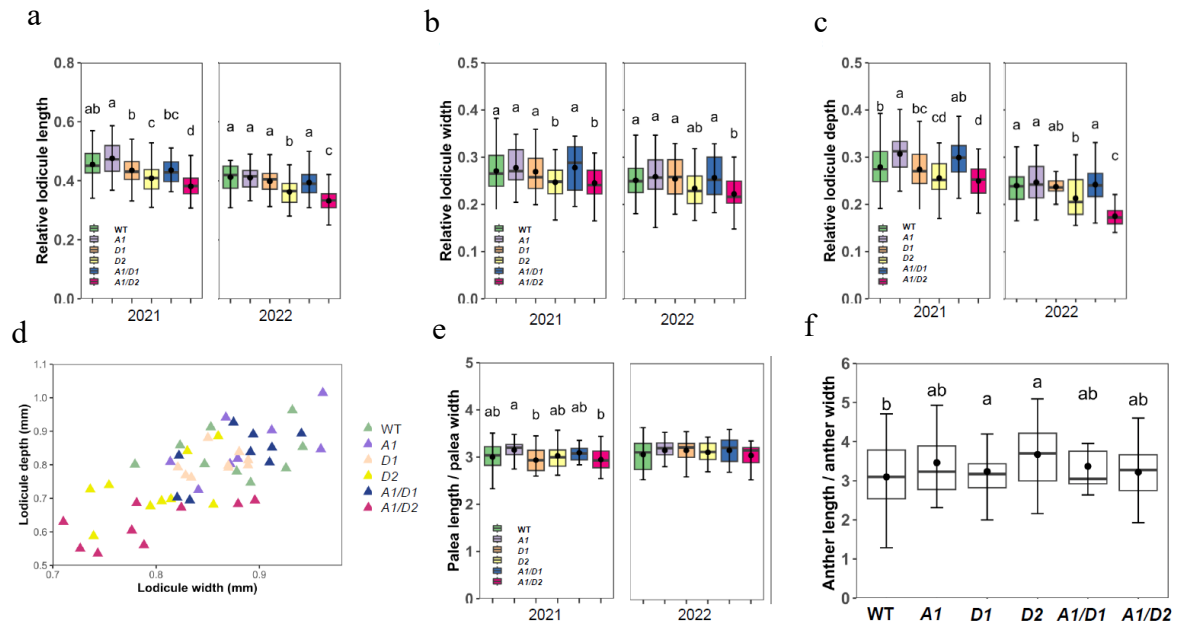 a
Relative lodicule length
0.8
0.6
0.4
0.2
0.0
ab a b c bc d
a a a b a c
WT
A1
D1
D2
A1/D1
A1/D2
2021 2022
b
Relative lodicule width
0.5
0.4
0.3
0.2
0.1
0.0
a a a b a b
a a a ab a b
WT
A1
D1
D2
A1/D1
A1/D2
2021 2022
c
Relative lodicule depth
0.5
0.4
0.3
0.2
0.1
0.0
b a bc cd ab d
a a ab b a c
WT
A1
D1
D2
A1/D1
A1/D2
2021 2022
d
Lodicule depth (mm)
1.1
1.0
0.9
0.8
0.7
0.6
0.5
0.7 0.8 0.9
Lodicule width (mm)
WT
A1
D1
D2
A1/D1
A1/D2
e
Palea length / palea width
5
4
3
2
1
0
ab a b ab ab b
WT
A1
D1
D2
A1/D1
A1/D2
2021 2022
f
Anther length / anther width
6
5
4
3
2
1
0
b ab a a ab ab
WT A1 D1 D2 A1/D1 A1/D2